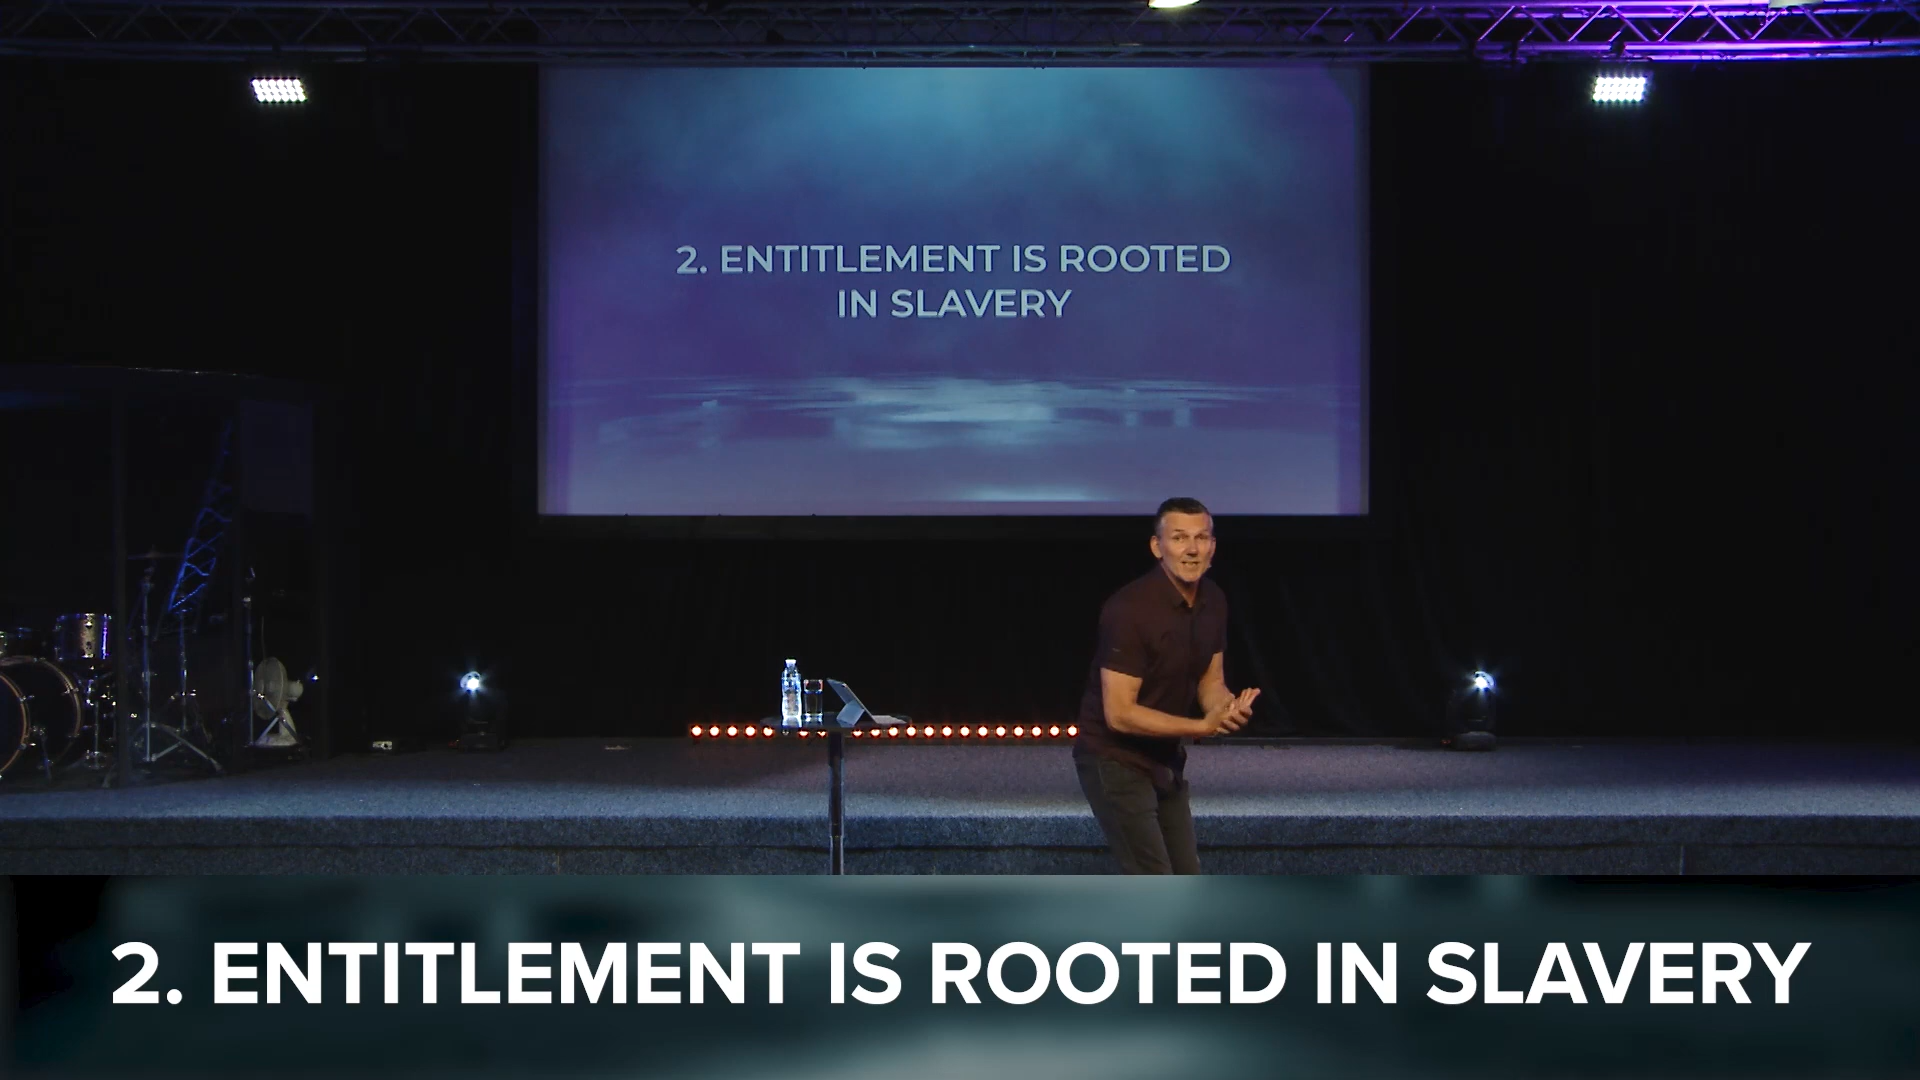 2. ENTITLEMENT IS ROOTED
IN SLAVERY
2. ENTITLEMENT IS ROOTED IN SLAVERY